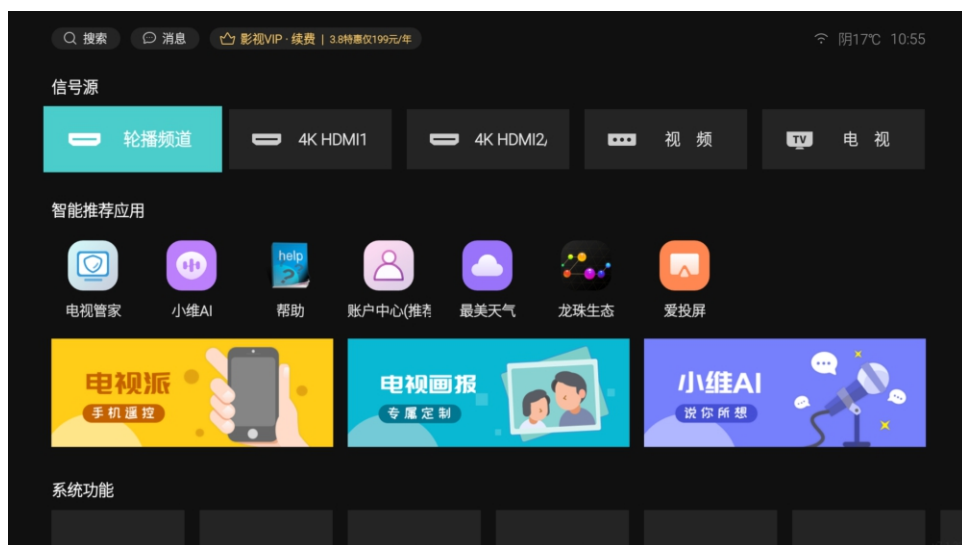 搜索
消息
影视VIP · 续费 | 3.8特惠仅199元/年
阴17℃ 10:55
信号源
轮播频道
4K HDMI1
4K HDMI2/
视 频
TV
电 视
智能推荐应用
help
?
电视管家
小维AI
帮助
账户中心(推荐
最美天气
龙珠生态
爱投屏
电视派
手机遥控
电视画报
专属定制
小维AI
说你所想
系统功能